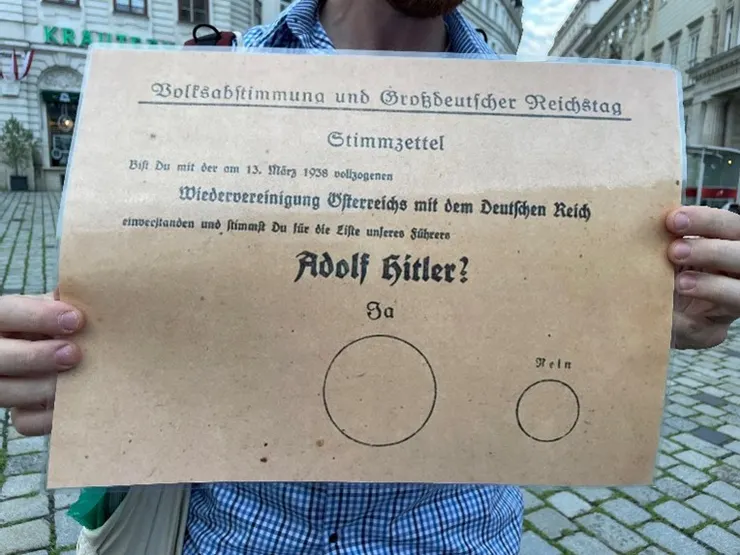 KRÄUTER
Volksabstimmung und Großdeutscher Reichstag
Stimmzettel
Bist Du mit der am 13. März 1938 vollzogenen
Wiedervereinigung Österreichs mit dem Deutschen Reich
einverstanden und stimmst Du für die Liste unseres Führers
Adolf Hitler?
Ja
Nein